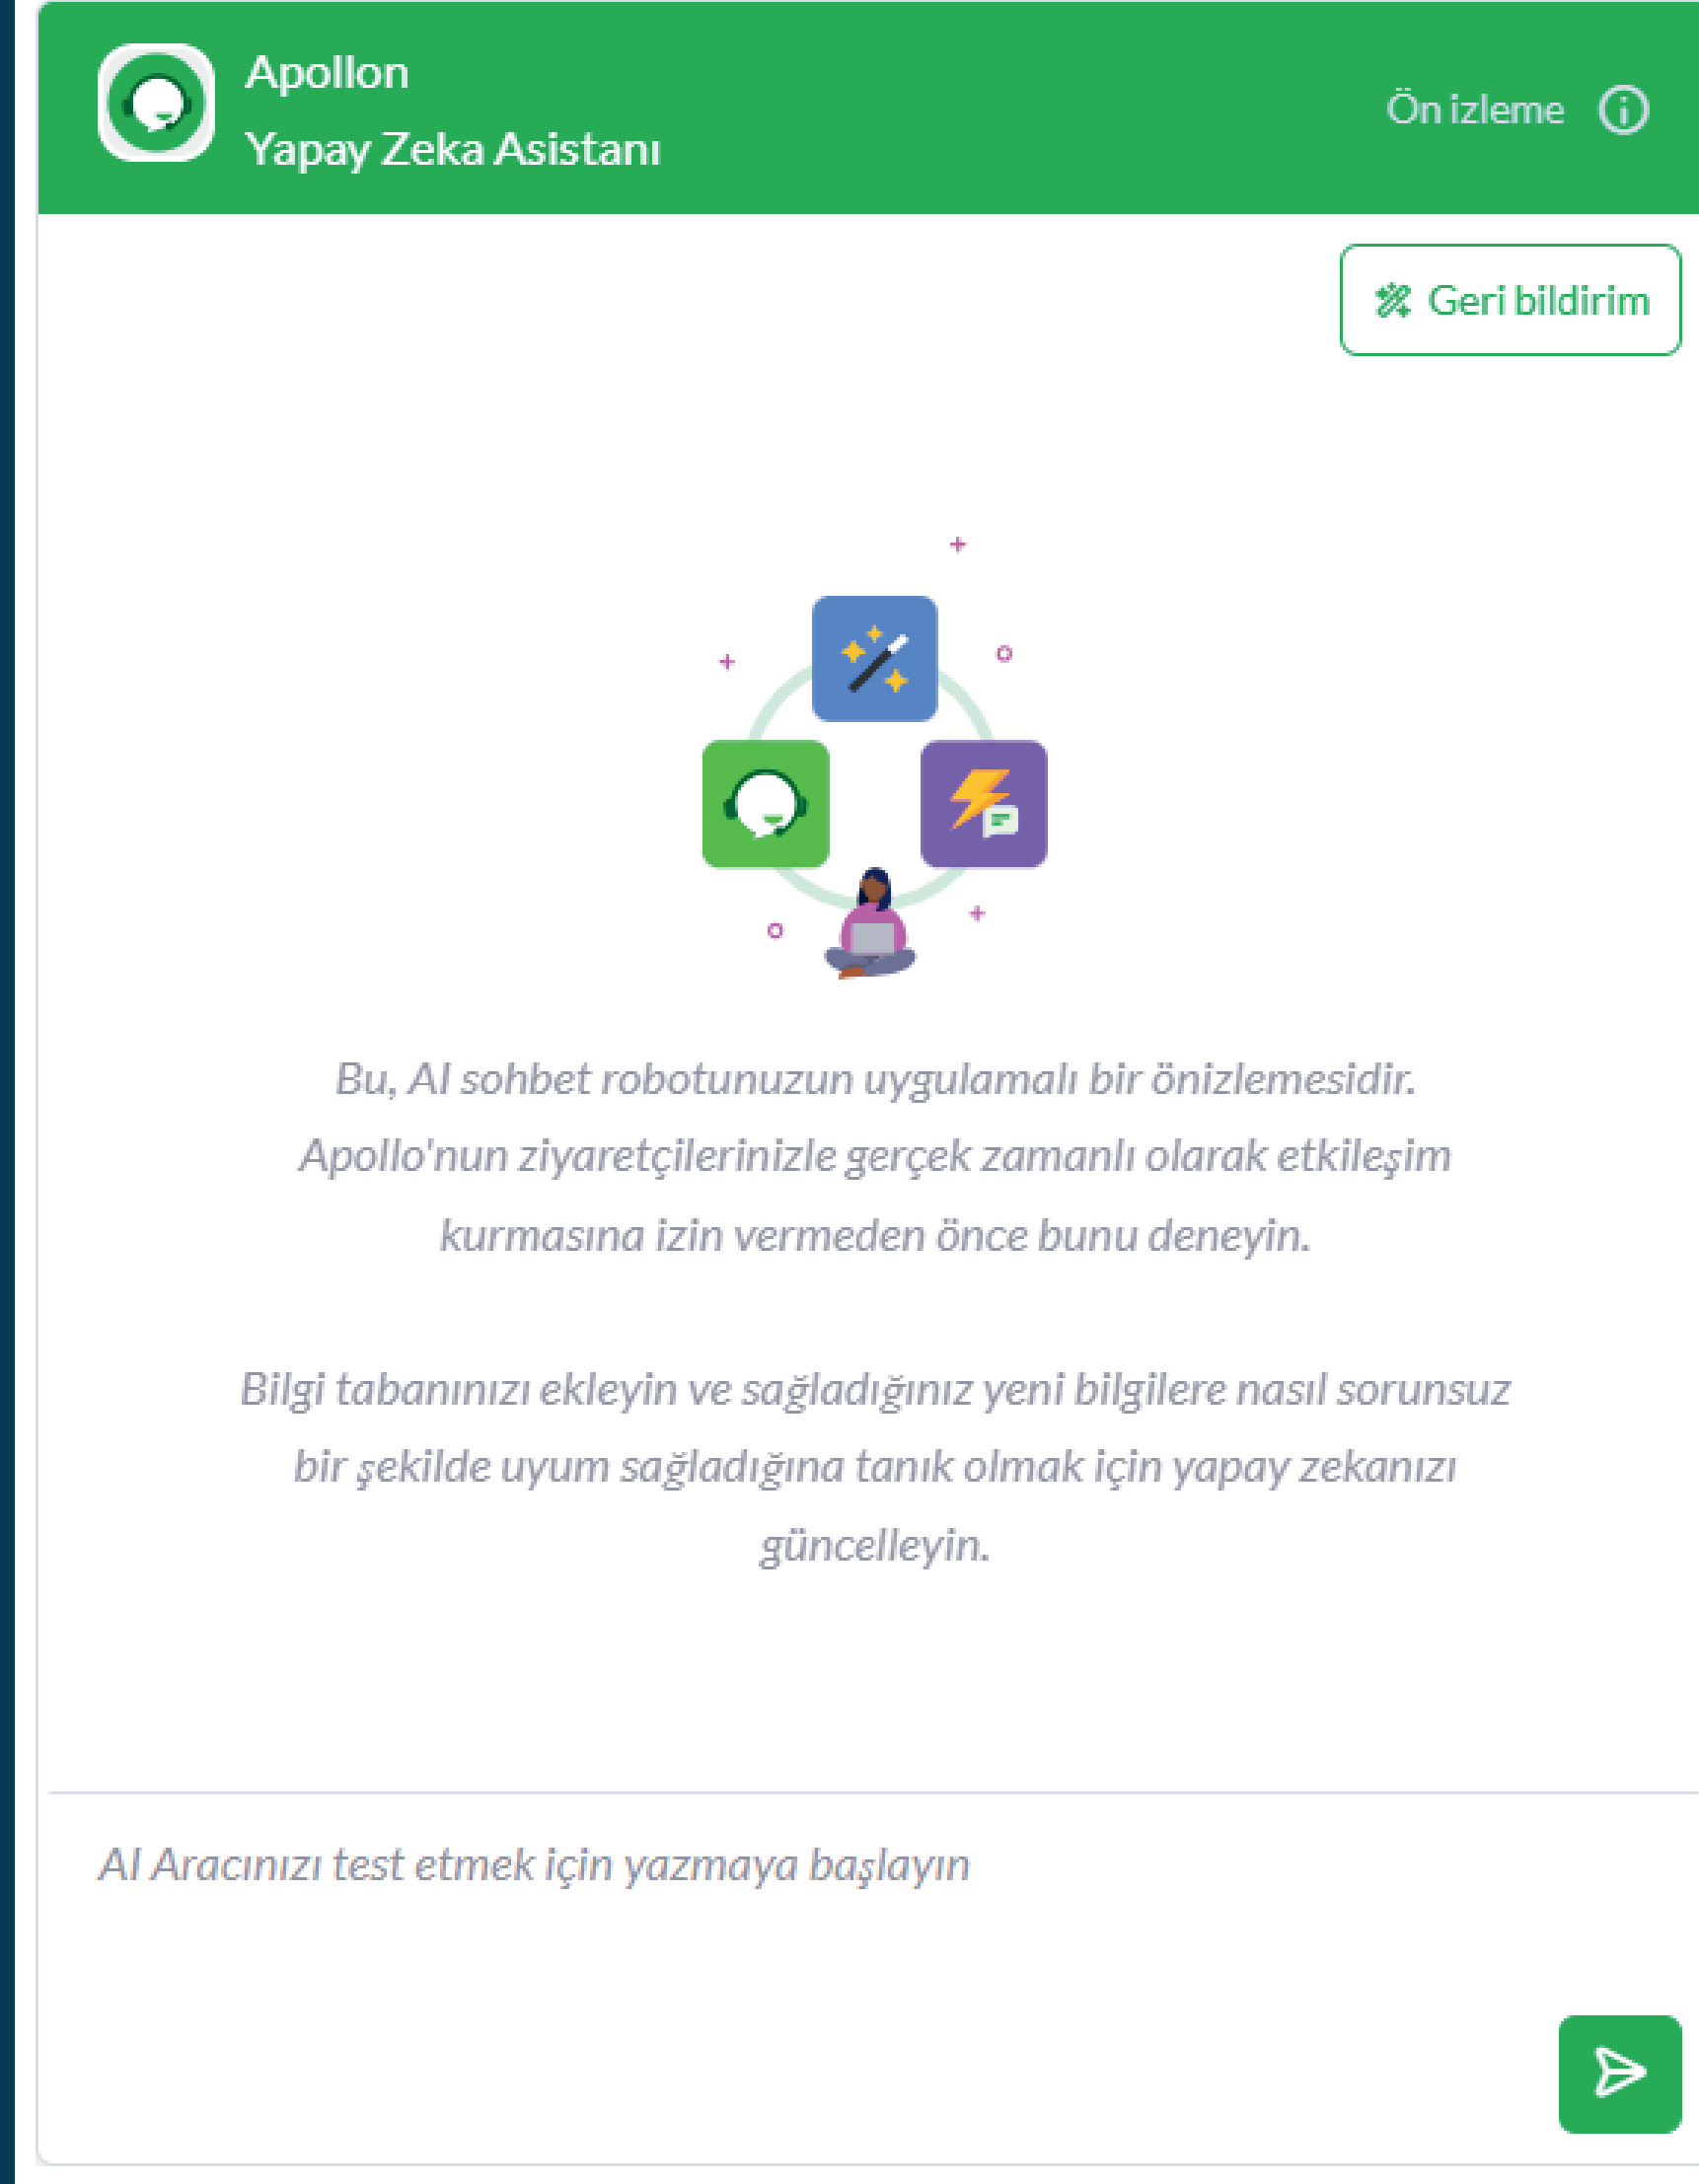 Apollon
Yapay Zeka Asistanı
Ön izleme
Geri bildirim
Bu, AI sohbet robotunuzun uygulamalı bir önizlemesidir.
Apollo'nun ziyaretçilerinizle gerçek zamanlı olarak etkileşim
kurmasına izin vermeden önce bunu deneyin.
Bilgi tabanınızı ekleyin ve sağladığınız yeni bilgilere nasıl sorunsuz
bir şekilde uyum sağladığına tanık olmak için yapay zekanızı
güncelleyin.
AI Aracınızı test etmek için yazmaya başlayın